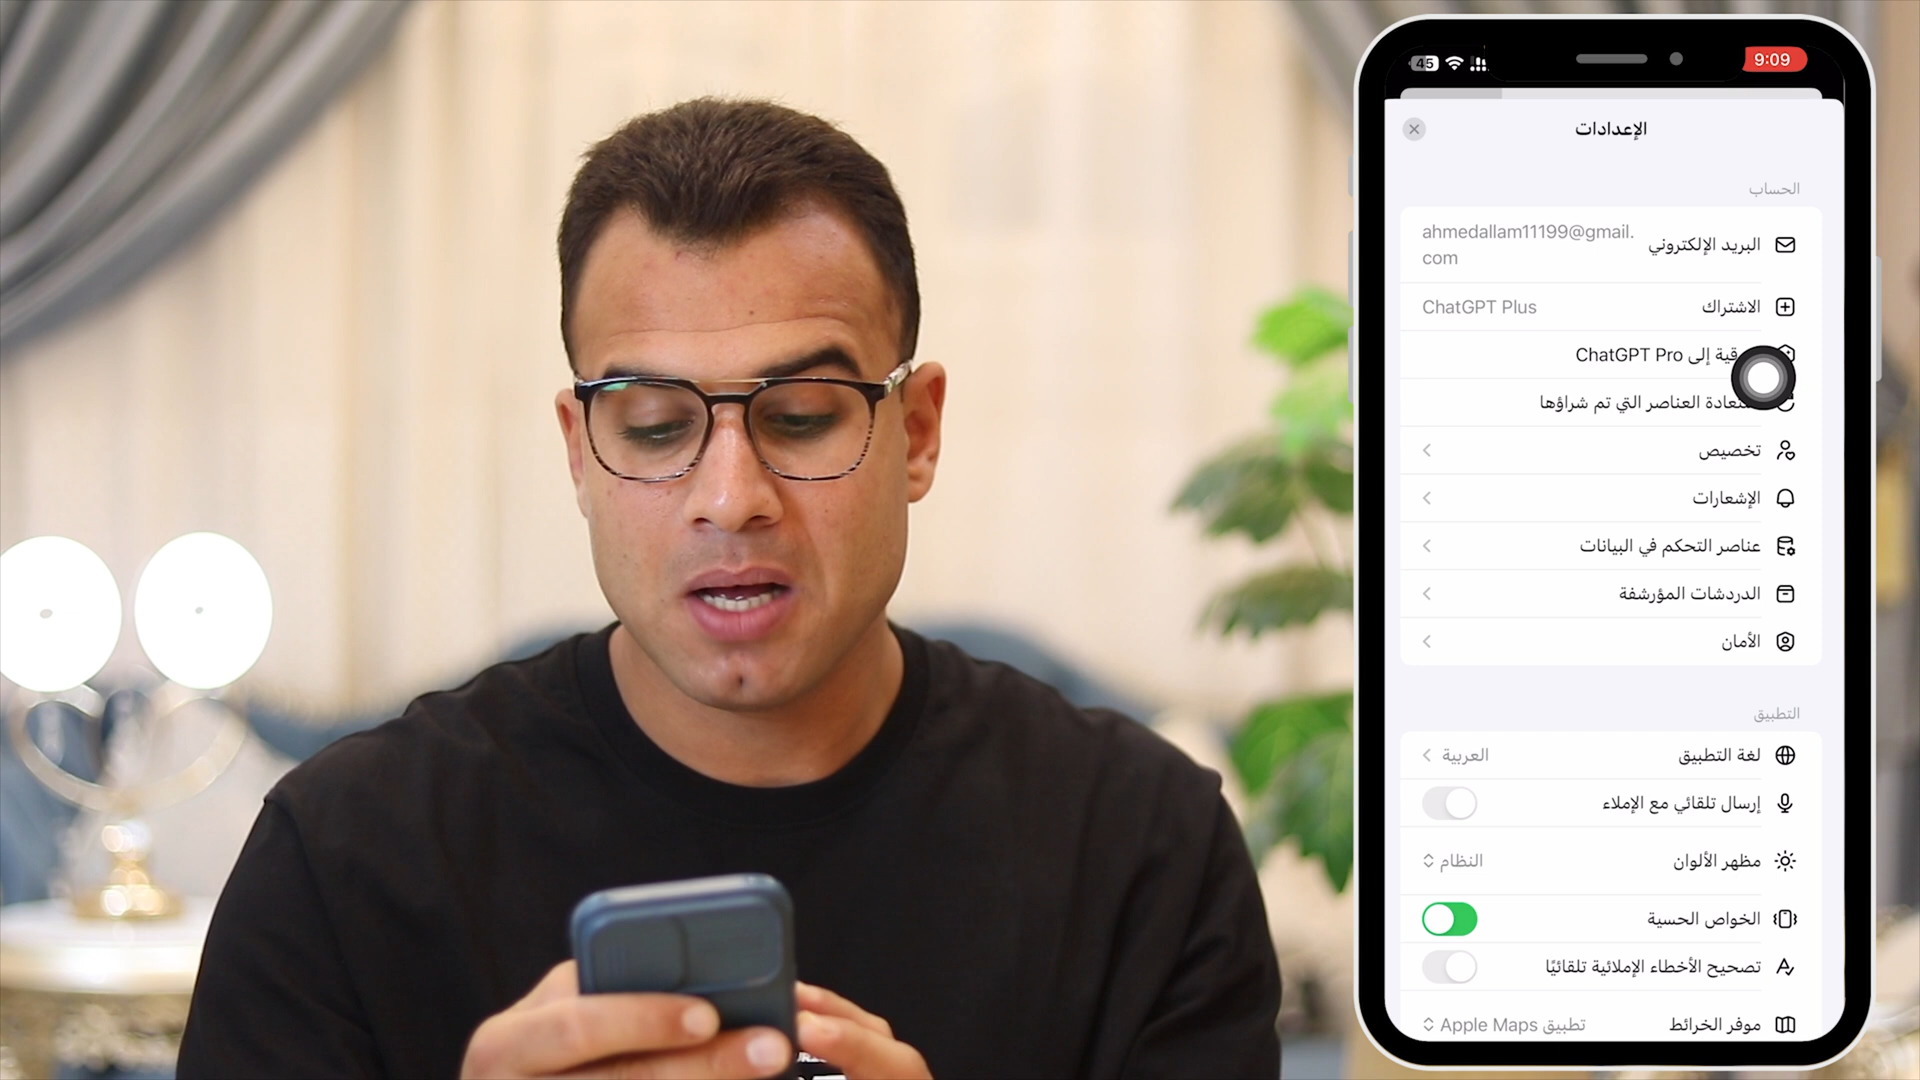 45
9:09
الإعدادات
الحساب
البريد الإلكتروني
ahmedallam11199@gmail.
com
الاشتراك ChatGPT Plus
قية إلى ChatGPT Pro
تعادة العناصر التي تم شراؤها
تخصيص
الإشعارات
عناصر التحكم في البيانات
الدردشات المؤرشفة
الأمان
التطبيق
لغة التطبيق العربية
إرسال تلقائي مع الإملاء
مظهر الألوان النظام
الخواص الحسية
تصحيح الأخطاء الإملائية تلقائيًا
موفر الخرائط تطبيق Apple Maps